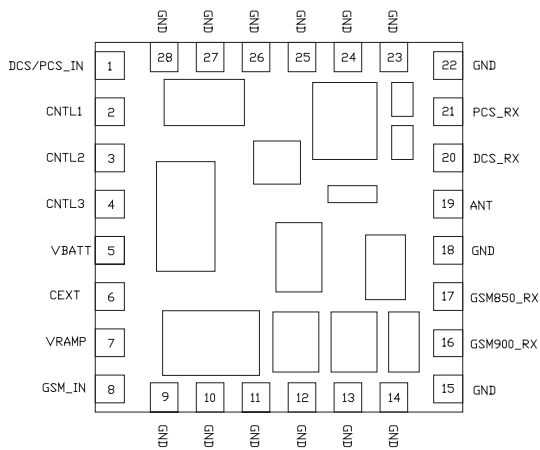 GND GND GND GND GND GND
28 27 26 25 24 23
DCS/PCS_IN 1 22 GND
CNTL1 2 21 PCS_RX
CNTL2 3 20 DCS_RX
CNTL3 4 19 ANT
VBATT 5 18 GND
CEXT 6 17 GSM850_RX
VRAMP 7 16 GSM900_RX
GSM_IN 8 15 GND
9 10 11 12 13 14
GND GND GND GND GND GND